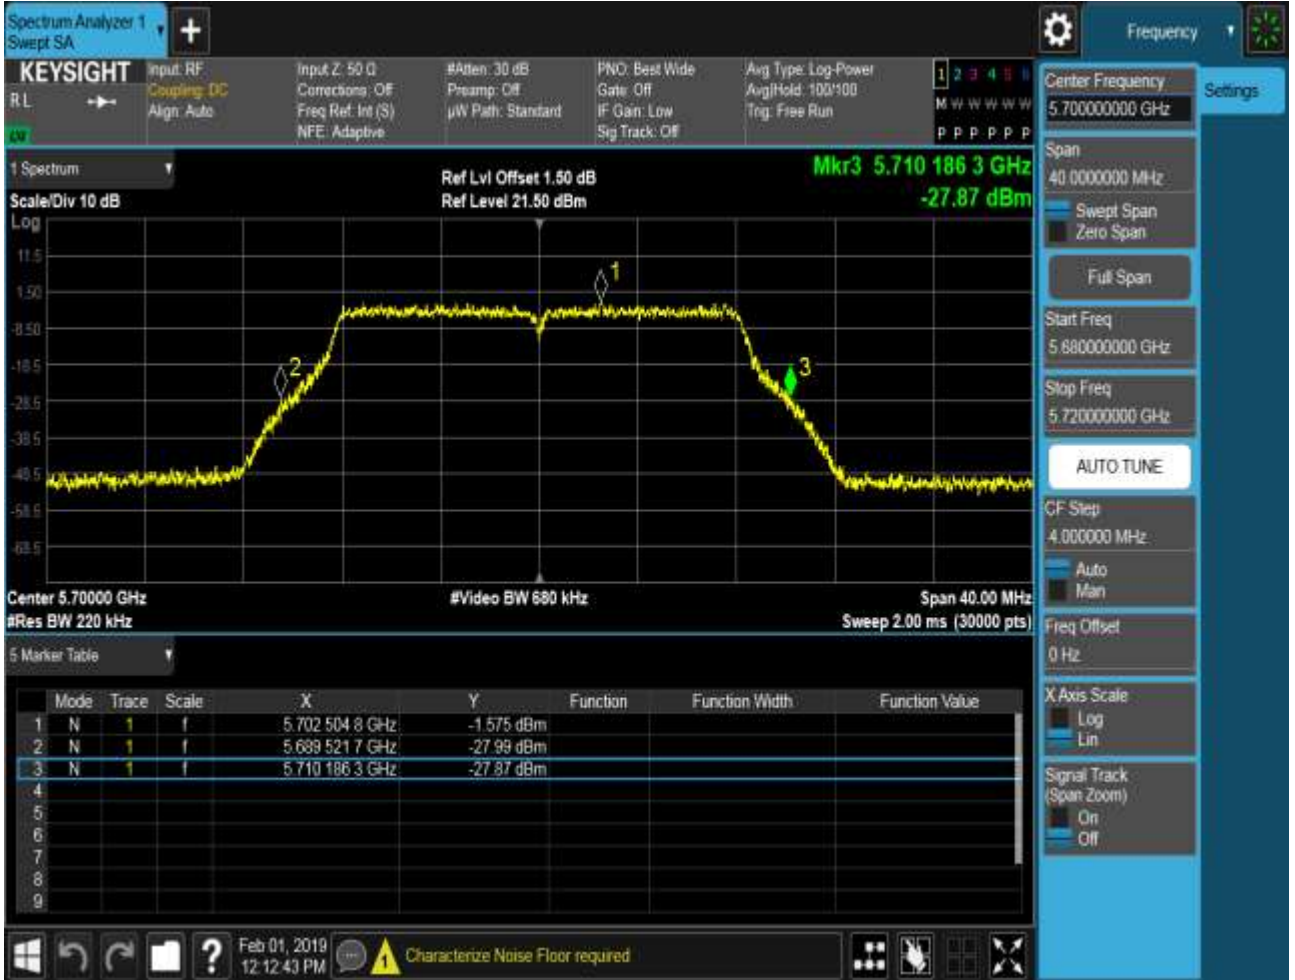 Spectrum Analyzer 1
Swept SA
+
Frequency
KEYSIGHT
RL
Input: RF
Coupling: DC
Align: Auto
Input Z: 50 Ω
Corrections: Off
Freq Ref: Int (S)
NFE: Adaptive
#Atten: 30 dB
Preamp: Off
µW Path: Standard
PNO: Best Wide
Gate: Off
IF Gain: Low
Sig Track: Off
Avg Type: Log-Power
Avg|Hold: 100/100
Trig: Free Run
1 2 3 4 5 6
M W W W W W
P P P P P P
1 Spectrum
Scale/Div 10 dB
Ref Lvl Offset 1.50 dB
Ref Level 21.50 dBm
Mkr3 5.710 186 3 GHz
-27.87 dBm
Log
11.5
1.50
-8.50
-18.5
-28.5
-38.5
-48.5
-58.5
-68.5
1
2
3
Center 5.70000 GHz
#Video BW 680 kHz
Span 40.00 MHz
#Res BW 220 kHz
Sweep 2.00 ms (30000 pts)
5 Marker Table
Mode Trace Scale X Y Function Function Width Function Value
1 N 1 f 5.702 504 8 GHz -1.575 dBm
2 N 1 f 5.689 521 7 GHz -27.99 dBm
3 N 1 f 5.710 186 3 GHz -27.87 dBm
4
5
6
7
8
9
Feb 01, 2019
12:12:43 PM
?
1
Characterize Noise Floor required
Settings
Center Frequency
5.700000000 GHz
Span
40.0000000 MHz
Swept Span
Zero Span
Full Span
Start Freq
5.680000000 GHz
Stop Freq
5.720000000 GHz
AUTO TUNE
CF Step
4.000000 MHz
Auto
Man
Freq Offset
0 Hz
X Axis Scale
Log
Lin
Signal Track
(Span Zoom)
On
Off